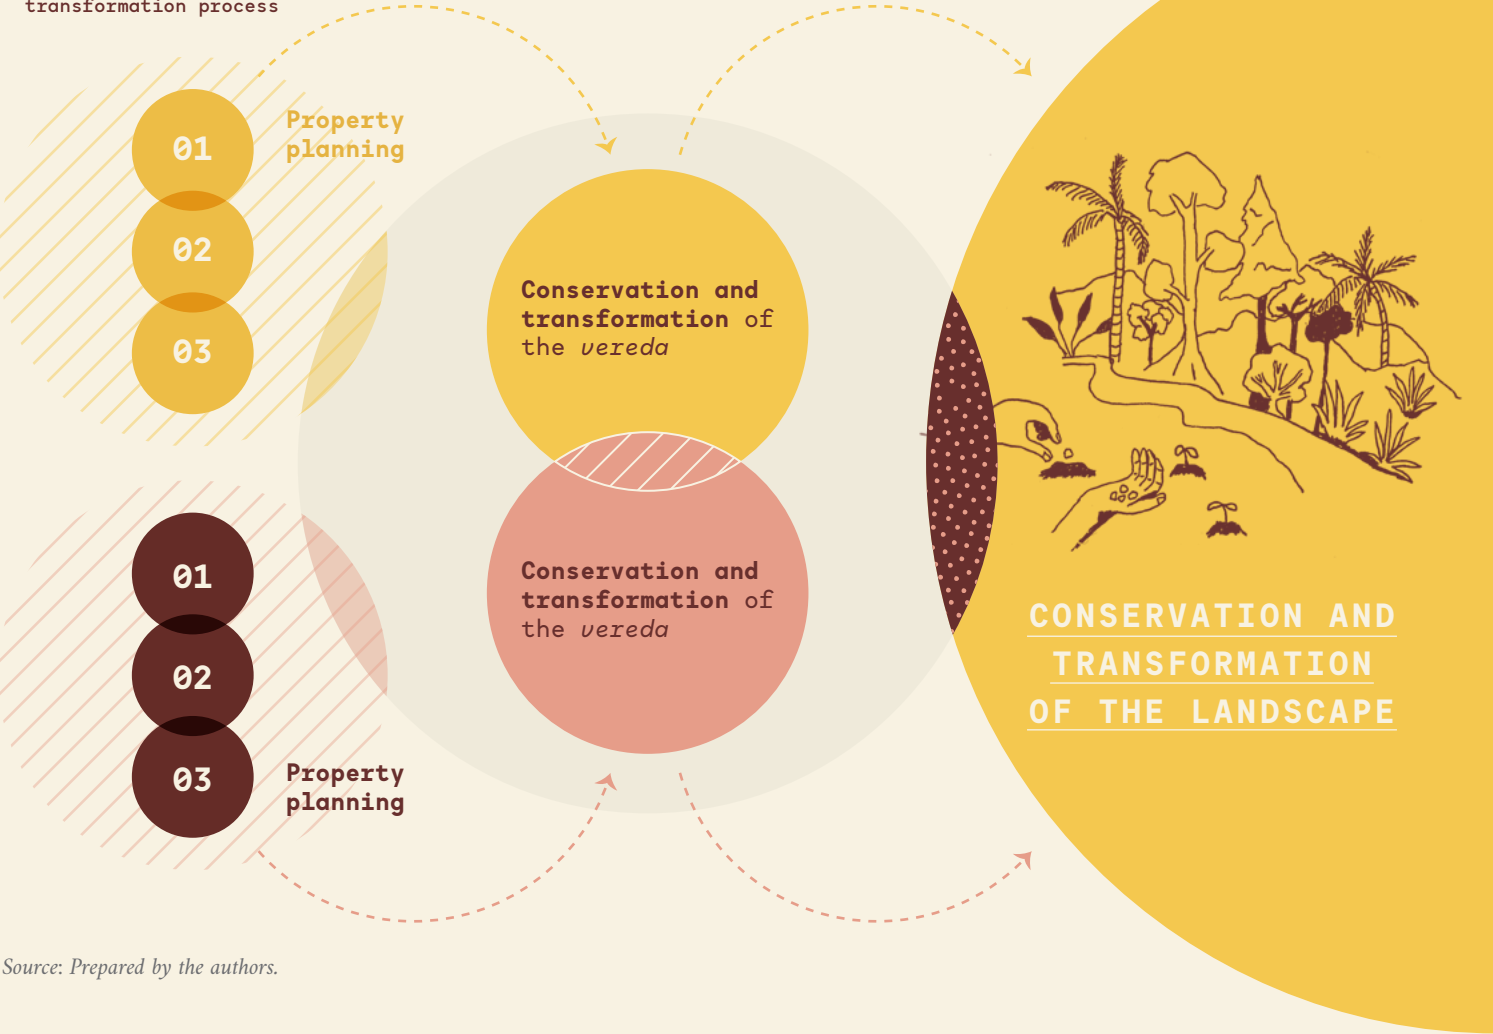 transformation process
01
Property
planning
02
03
Conservation and
transformation of
the vereda
01
02
03
Property
planning
Conservation and
transformation of
the vereda
CONSERVATION AND
TRANSFORMATION
OF THE LANDSCAPE
Source: Prepared by the authors.